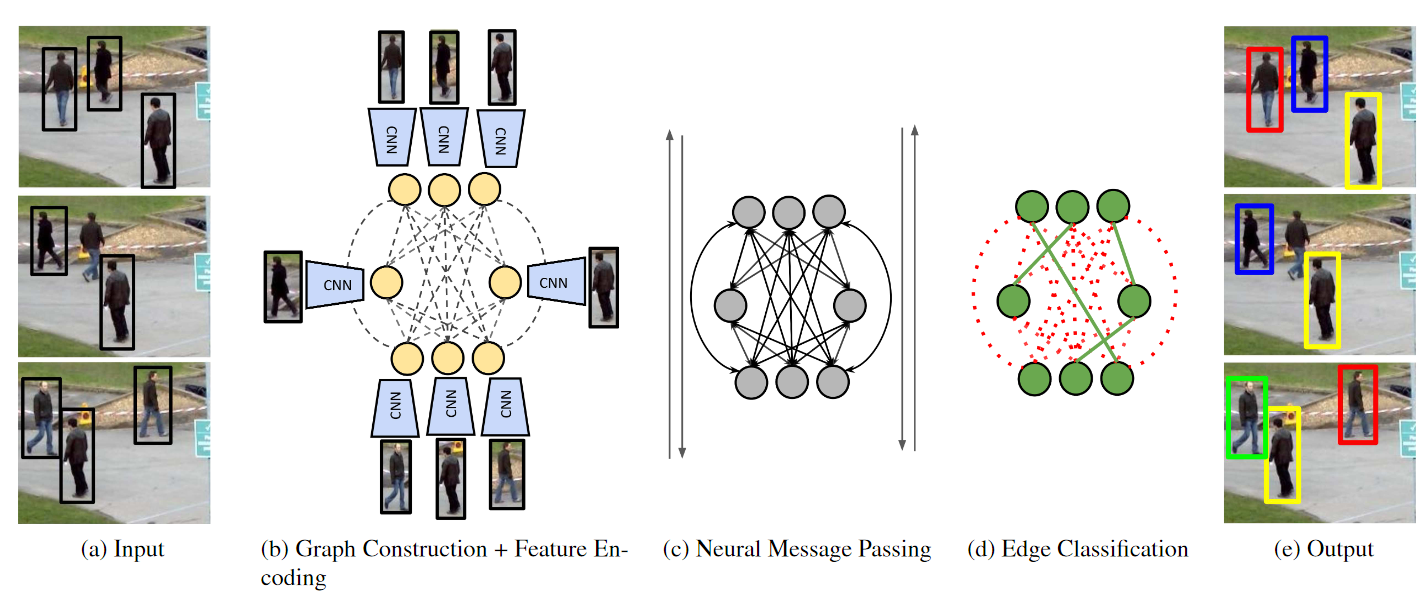 CNN
CNN
CNN
CNN
CNN
CNN
CNN
CNN
(a) Input
(b) Graph Construction + Feature En-
coding
(c) Neural Message Passing
(d) Edge Classification
(e) Output